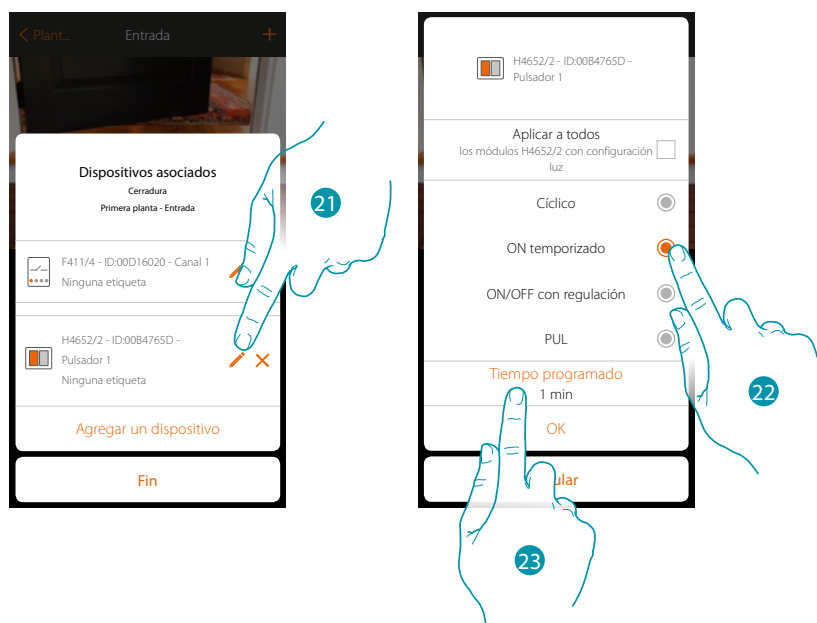 Plant...
Entrada
Dispositivos asociados
Cerradura
Primera planta - Entrada
F411/4 - ID:00D16020 - Canal 1
Ninguna etiqueta
H4652/2 - ID:00B4765D -
Pulsador 1
Ninguna etiqueta
Agregar un dispositivo
Fin
21
H4652/2 - ID:00B4765D -
Pulsador 1
Aplicar a todos
los módulos H4652/2 con configuración
luz
Cíclico
ON temporizado
ON/OFF con regulación
PUL
Tiempo programado
1 min
OK
ular
22
23